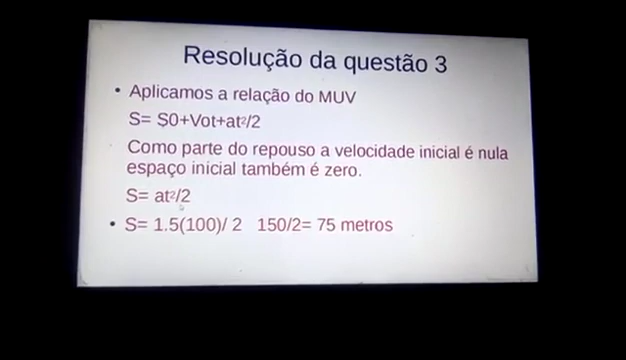 Resolução da questão 3
• Aplicamos a relação do MUV
S= S0+Vot+at²/2
Como parte do repouso a velocidade inicial é nula
espaço inicial também é zero.
S= at²/2
• S= 1.5(100)/ 2 150/2= 75 metros